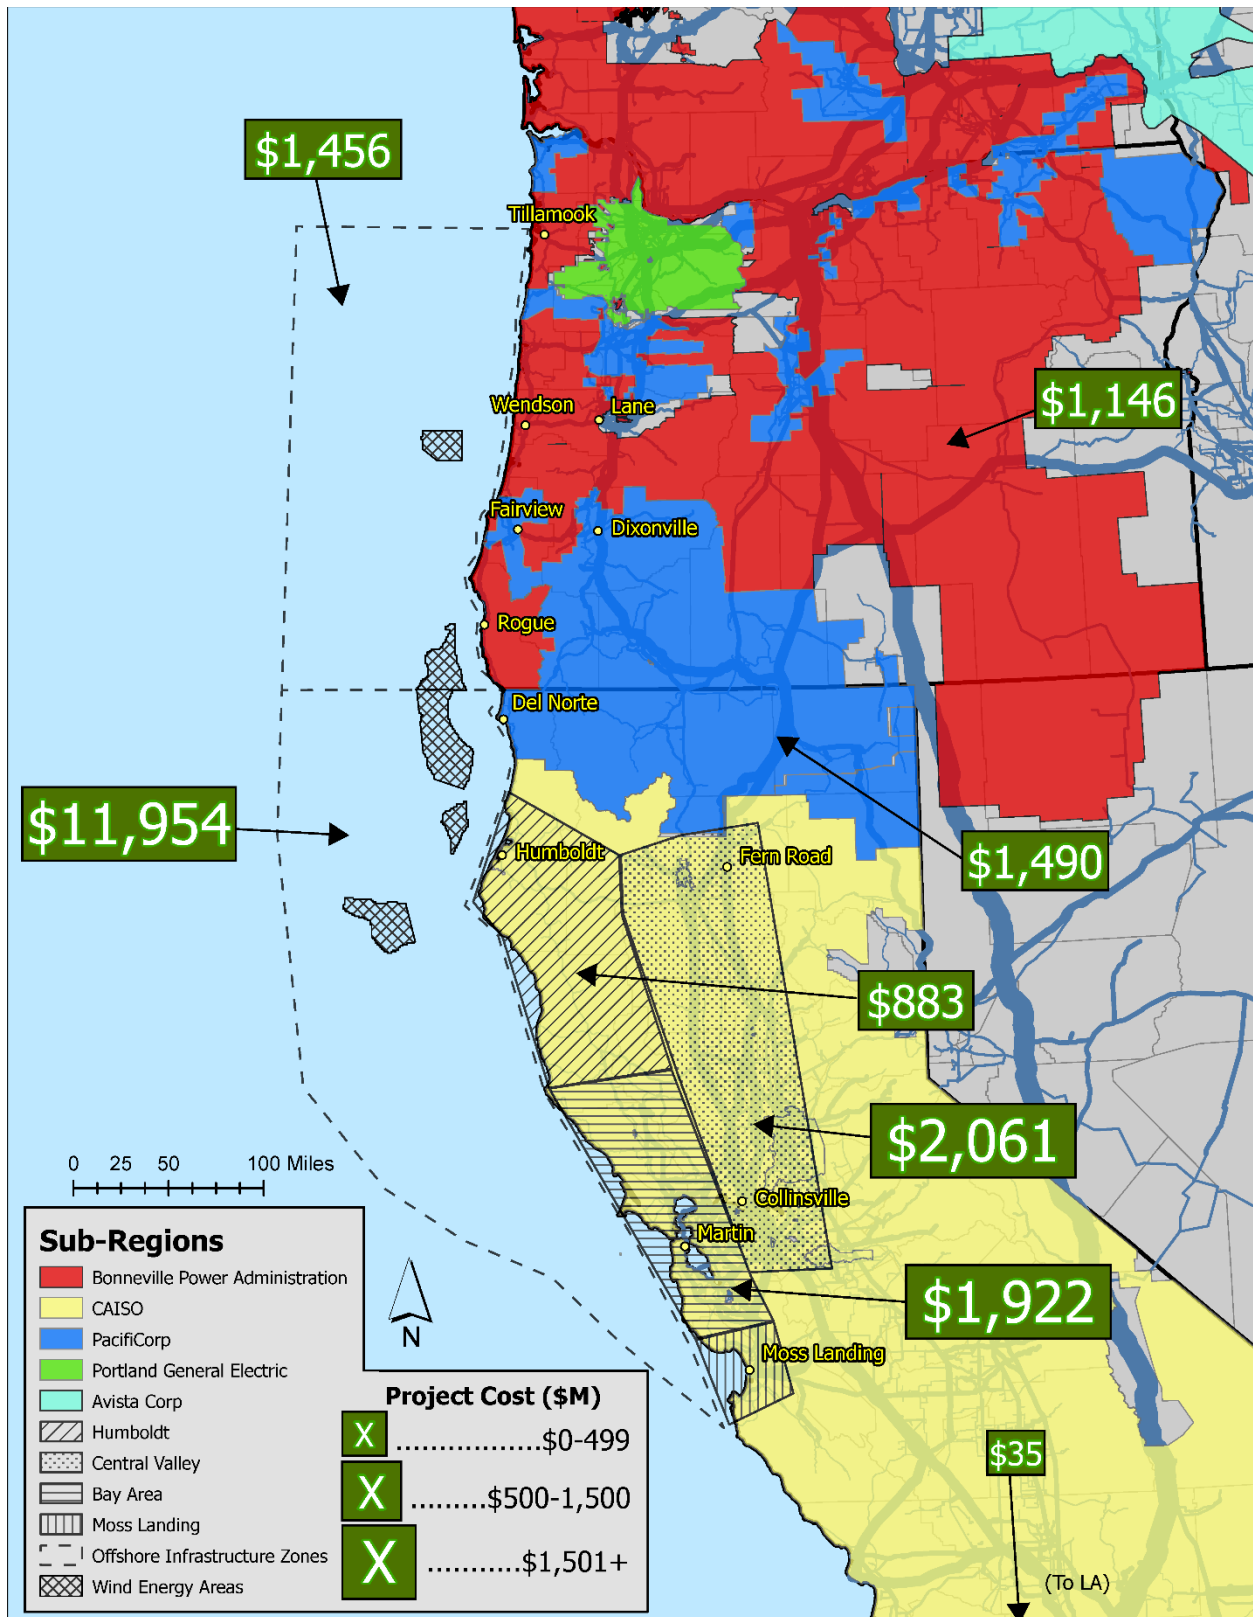 $1,456
Tillamook
$1,146
Wendson
Lane
Fairview
Dixonville
Rogue
Del Norte
$11,954
Humboldt
Fern Road
$1,490
$883
$2,061
0 25 50 100 Miles
Collinsville
Martin
$1,922
Moss Landing
$35
(To LA)
N
Sub-Regions
Bonneville Power Administration
CAISO
PacifiCorp
Portland General Electric
Avista Corp
Humboldt
Central Valley
Bay Area
Moss Landing
Offshore Infrastructure Zones
Wind Energy Areas
Project Cost ($M)
X .................$0-499
X .........$500-1,500
X ...........$1,501+